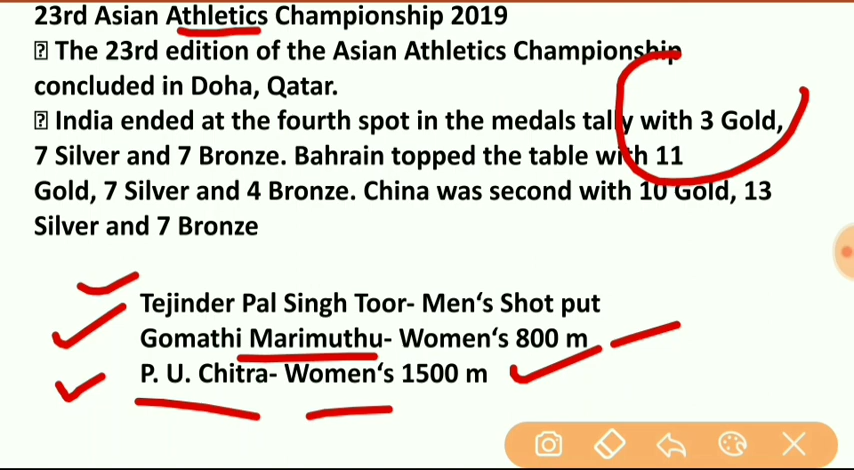 23rd Asian Athletics Championship 2019
⍰ The 23rd edition of the Asian Athletics Championship
concluded in Doha, Qatar.
⍰ India ended at the fourth spot in the medals tally with 3 Gold,
7 Silver and 7 Bronze. Bahrain topped the table with 11
Gold, 7 Silver and 4 Bronze. China was second with 10 Gold, 13
Silver and 7 Bronze
Tejinder Pal Singh Toor- Men‘s Shot put
Gomathi Marimuthu- Women‘s 800 m
P. U. Chitra- Women‘s 1500 m